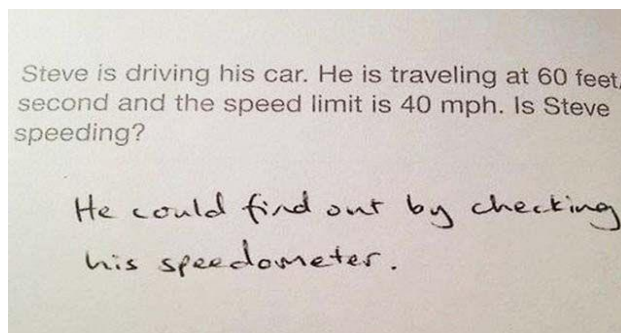 Steve is driving his car. He is traveling at 60 feet/
second and the speed limit is 40 mph. Is Steve
speeding?
He could find out by checking
his speedometer.